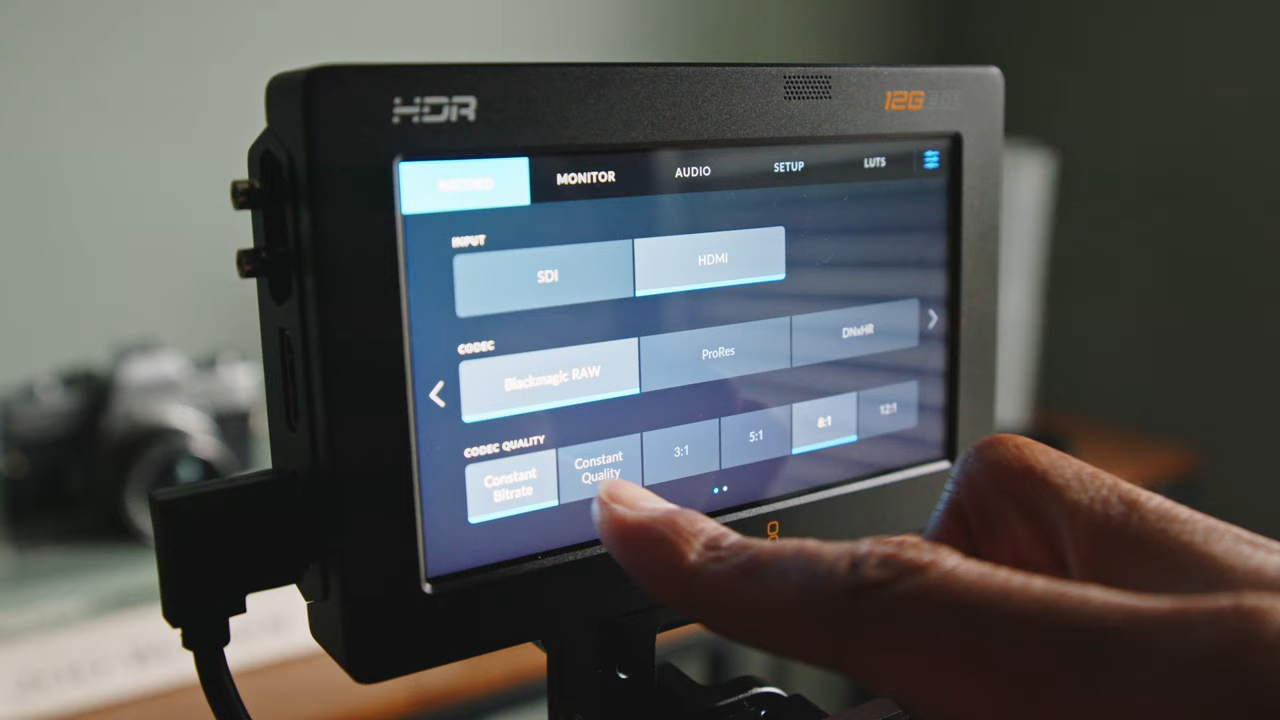 HDR
12G
RECORD
MONITOR
AUDIO
SETUP
LUTS
INPUT
SDI
HDMI
CODEC
Blackmagic RAW
ProRes
DNxHR
CODEC QUALITY
Constant
Bitrate
Constant
Quality
3:1
5:1
8:1
12:1